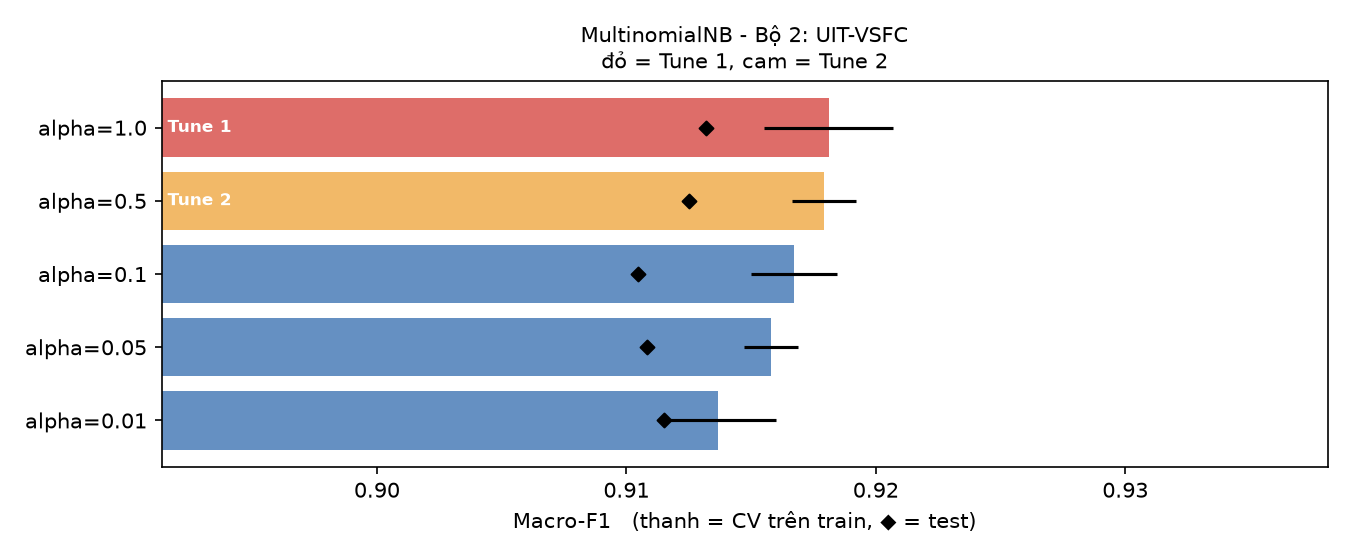 MultinomialNB - Bộ 2: UIT-VSFC
đỏ = Tune 1, cam = Tune 2
alpha=1.0
Tune 1
alpha=0.5
Tune 2
alpha=0.1
alpha=0.05
alpha=0.01
0.90 0.91 0.92 0.93
Macro-F1 (thanh = CV trên train, ◆ = test)